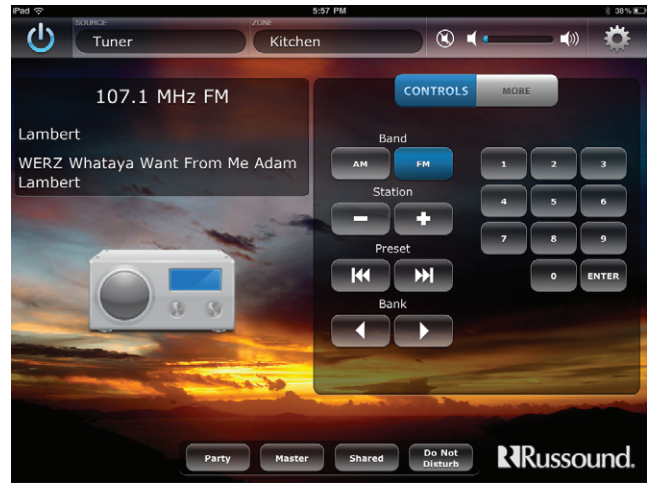 iPad
5:57 PM
38%
SOURCE
Tuner
ZONE
Kitchen
107.1 MHz FM
Lambert
WERZ Whataya Want From Me Adam
Lambert
CONTROLS
MORE
Band
AM
FM
Station
Preset
Bank
1
2
3
4
5
6
7
8
9
0
ENTER
Party
Master
Shared
Do Not
Disturb
Russound.